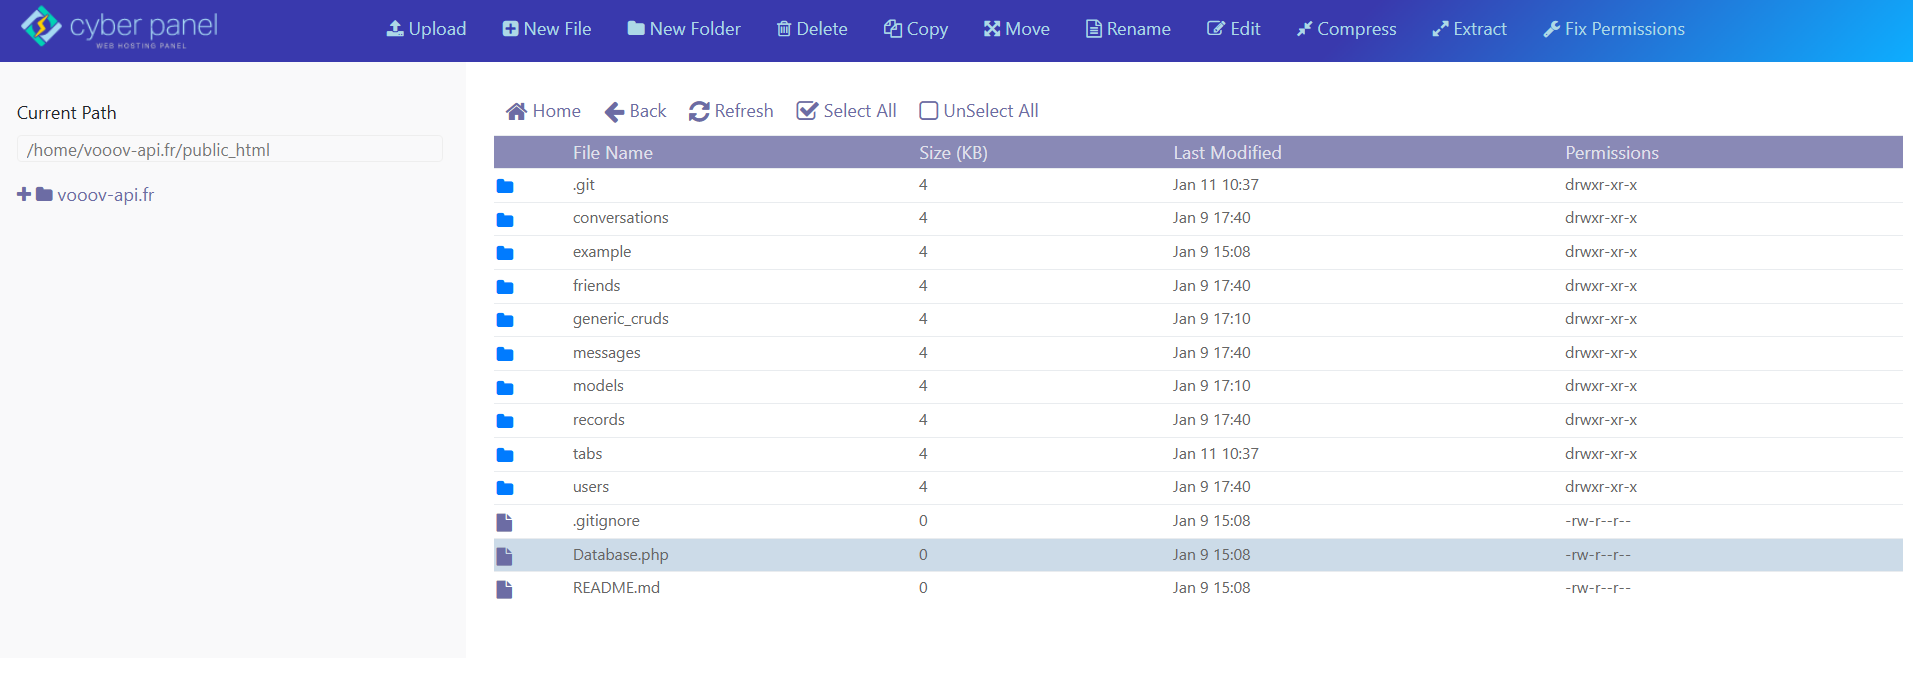 cyber panel
WEB HOSTING PANEL
Upload New File New Folder Delete Copy Move Rename Edit Compress Extract Fix Permissions
Current Path
/home/vooov-api.fr/public_html
vooov-api.fr
Home Back Refresh Select All UnSelect All
File Name Size (KB) Last Modified Permissions
.git 4 Jan 11 10:37 drwxr-xr-x
conversations 4 Jan 9 17:40 drwxr-xr-x
example 4 Jan 9 15:08 drwxr-xr-x
friends 4 Jan 9 17:40 drwxr-xr-x
generic_cruds 4 Jan 9 17:10 drwxr-xr-x
messages 4 Jan 9 17:40 drwxr-xr-x
models 4 Jan 9 17:10 drwxr-xr-x
records 4 Jan 9 17:40 drwxr-xr-x
tabs 4 Jan 11 10:37 drwxr-xr-x
users 4 Jan 9 17:40 drwxr-xr-x
.gitignore 0 Jan 9 15:08 -rw-r--r--
Database.php 0 Jan 9 15:08 -rw-r--r--
README.md 0 Jan 9 15:08 -rw-r--r--